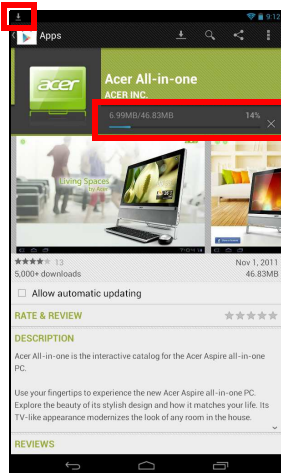 9:12
Apps
acer
Acer All-in-one
ACER INC.
6.99MB/46.83MB 14%
Living Spaces
by Acer
13 Nov 1, 2011
5,000+ downloads 46.83MB
Allow automatic updating
RATE & REVIEW
DESCRIPTION
Acer All-in-one is the interactive catalog for the Acer Aspire all-in-one
PC.
Use your fingertips to experience the new Acer Aspire all-in-one PC.
Explore the beauty of its stylish design and how it matches your life. Its
TV-like appearance modernizes the look of any room in the house.
REVIEWS